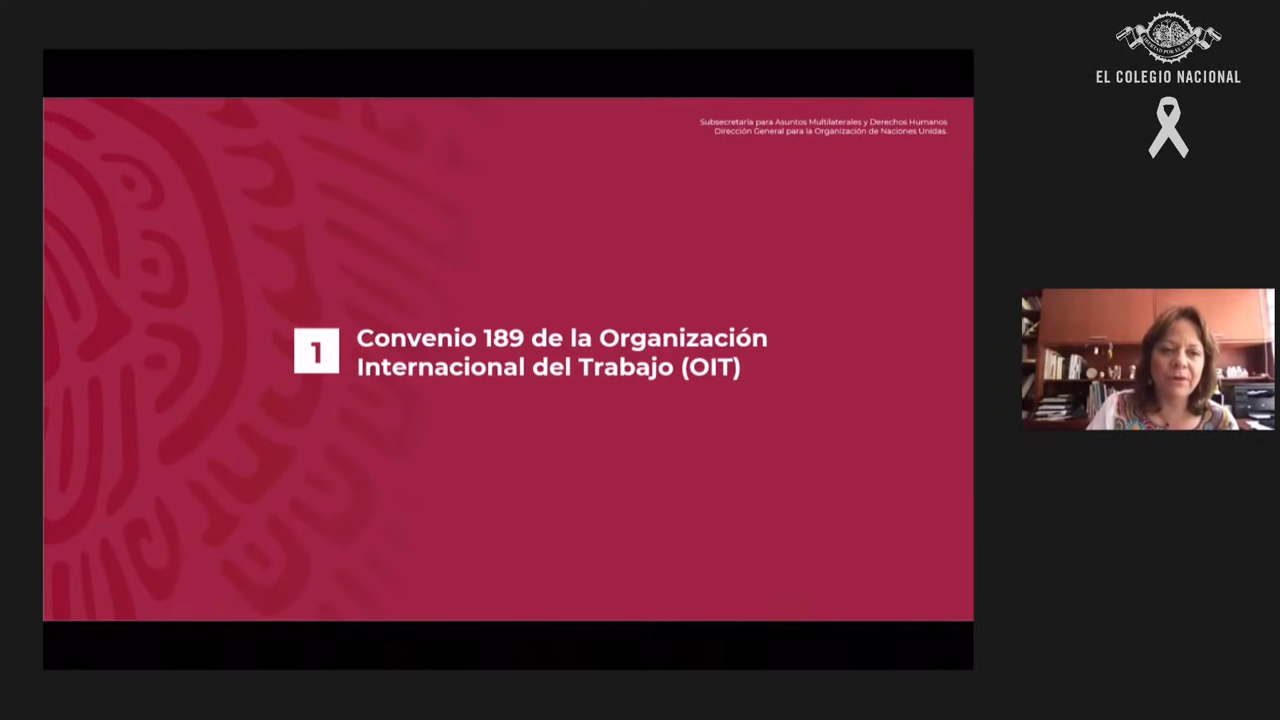 Subsecretaría para Asuntos Multilaterales y Derechos Humanos
Dirección General para la Organización de Naciones Unidas.
1
Convenio 189 de la Organización
Internacional del Trabajo (OIT)
EL COLEGIO NACIONAL